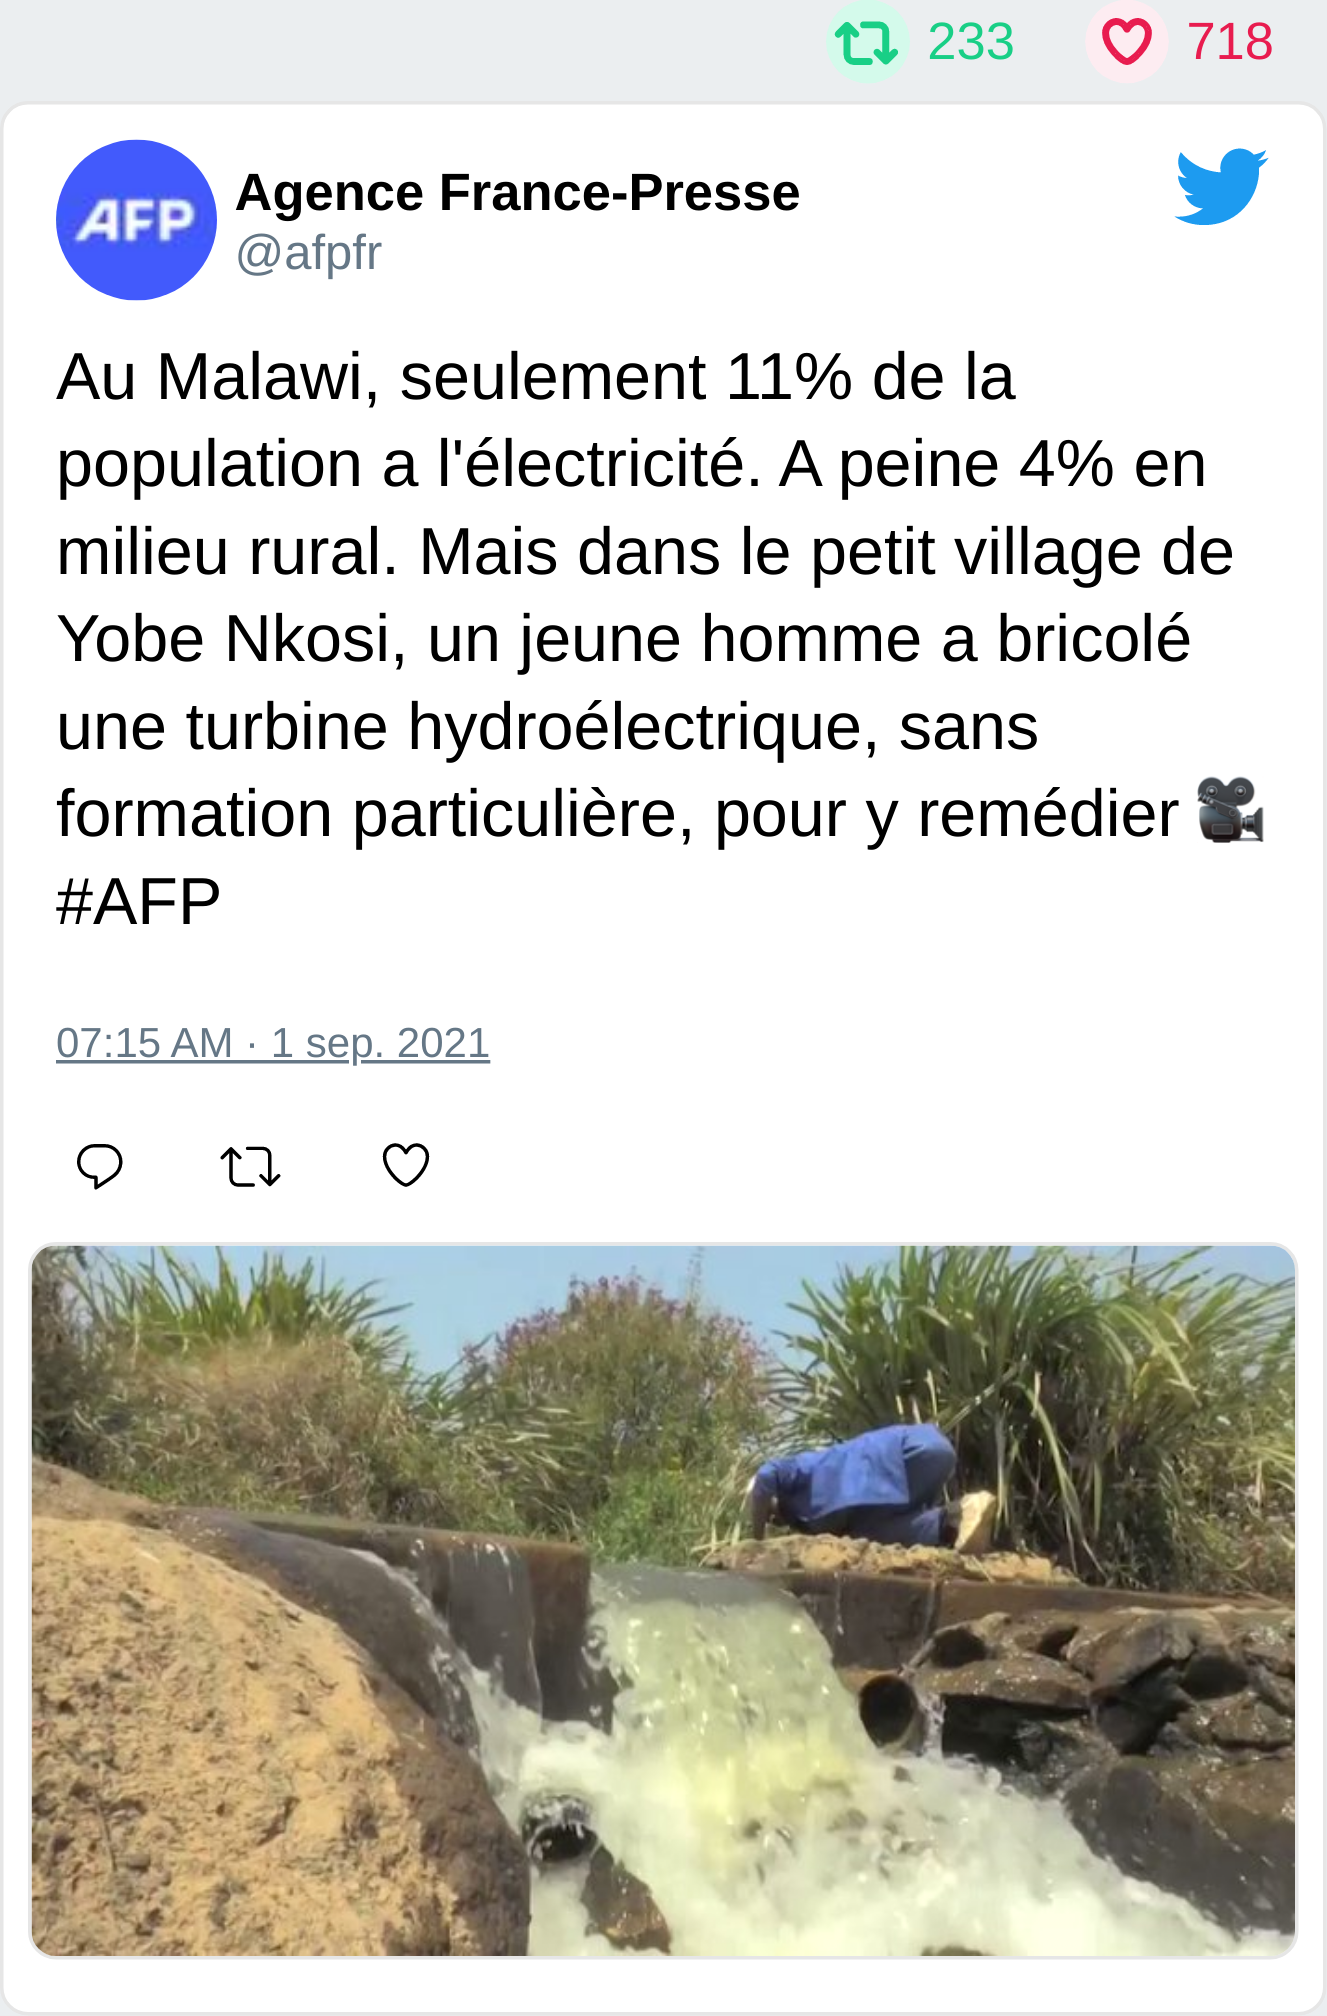 233 718
AFP
Agence France-Presse
@afpfr
Au Malawi, seulement 11% de la
population a l'électricité. A peine 4% en
milieu rural. Mais dans le petit village de
Yobe Nkosi, un jeune homme a bricolé
une turbine hydroélectrique, sans
formation particulière, pour y remédier 🎥
#AFP
07:15 AM · 1 sep. 2021